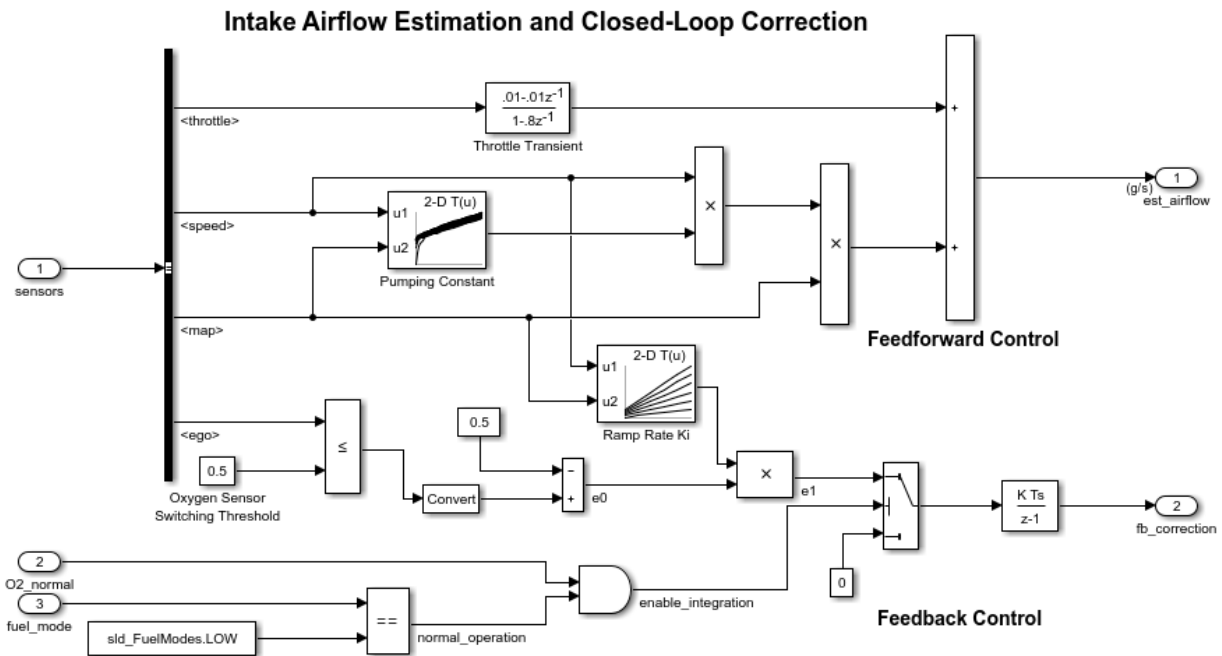 Intake Airflow Estimation and Closed-Loop Correction
.01-.01z-1
1-.8z-1
<throttle>
Throttle Transient
+
×
2-D T(u)
u1
u2
<speed>
Pumping Constant
×
(g/s)
1
est_airflow
+
1
sensors
<map>
Feedforward Control
2-D T(u)
u1
u2
Ramp Rate Ki
<ego>
≤
0.5
0.5
Oxygen Sensor
Switching Threshold
Convert
−
+
e0
×
e1
K Ts
z-1
2
fb_correction
2
O2_normal
0
3
fuel_mode
==
enable_integration
Feedback Control
sld_FuelModes.LOW
normal_operation